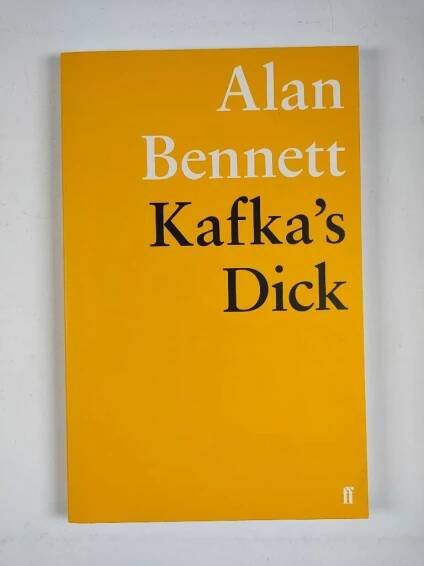 Alan
Bennett
Kafka's
Dick
ff